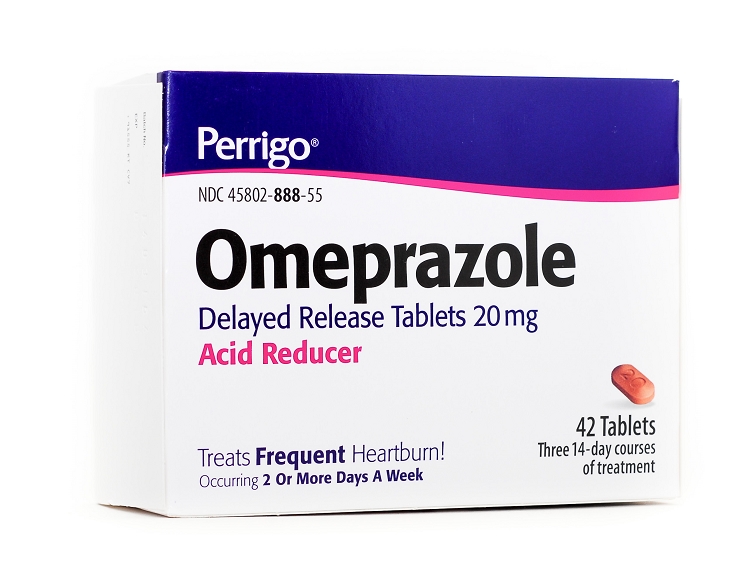 Perrigo®
NDC 45802-888-55
Omeprazole
Delayed Release Tablets 20 mg
Acid Reducer
20
42 Tablets
Three 14-day courses
of treatment
Treats Frequent Heartburn!
Occurring 2 Or More Days A Week